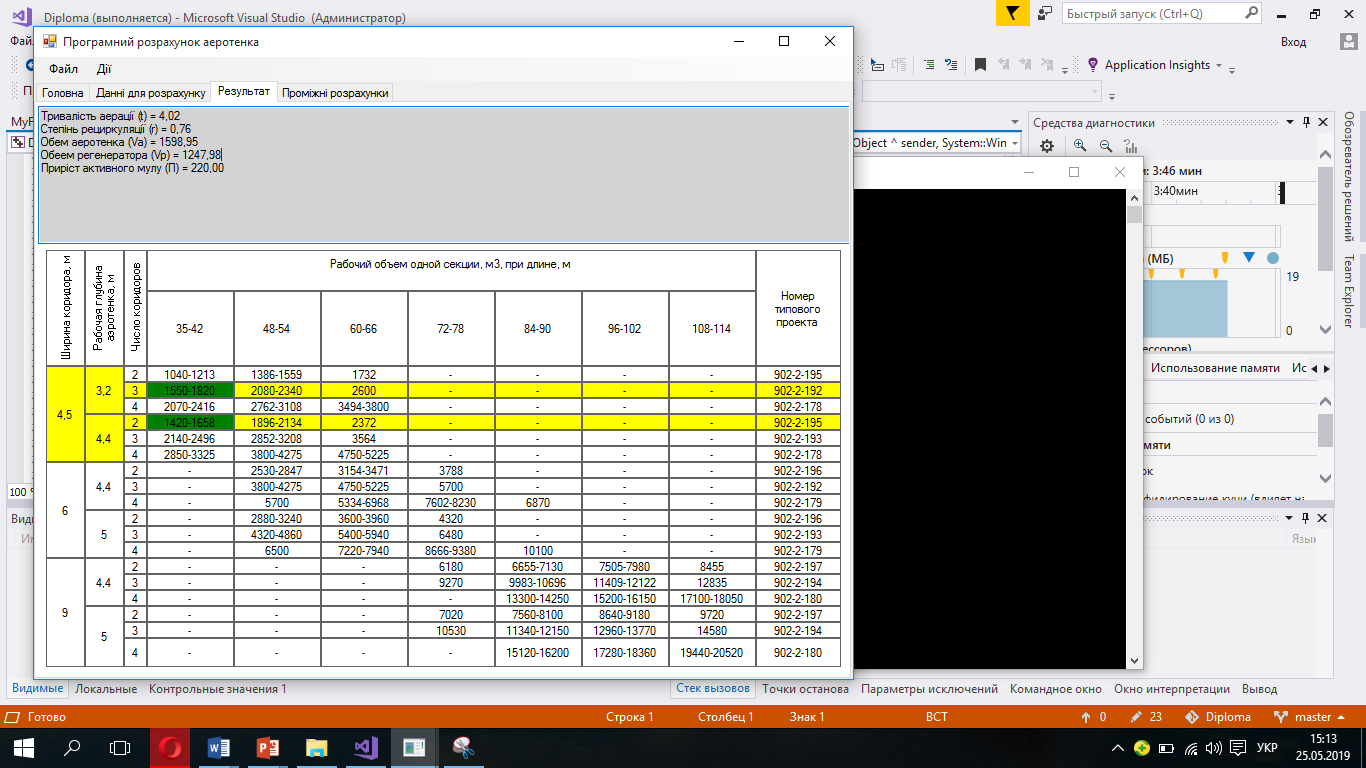 Diploma (выполняется) - Microsoft Visual Studio (Администратор)
Быстрый запуск (Ctrl+Q)
Вход
Application Insights
Програмний розрахунок аеротенка
Файл Дії
Головна Данні для розрахунку Результат Проміжні розрахунки
Тривалість аерації (t) = 4,02
Степінь рециркуляції (r) = 0,76
Обем аеротенка (Va) = 1598,95
Обеем регенератора (Vp) = 1247,98
Приріст активного мулу (П) = 220,00
Ширина коридора, м Рабочая глубина аэротенка, м Число коридоров Рабочий объем одной секции, м3, при длине, м Номер типового проекта
35-42 48-54 60-66 72-78 84-90 96-102 108-114
4,5 3,2 2 1040-1213 1386-1559 1732 - - - - 902-2-195
3 1550-1820 2080-2340 2600 - - - - 902-2-192
4 2070-2416 2762-3108 3494-3800 - - - - 902-2-178
4,4 2 1420-1658 1896-2134 2372 - - - - 902-2-195
3 2140-2496 2852-3208 3564 - - - - 902-2-193
4 2850-3325 3800-4275 4750-5225 - - - - 902-2-178
6 4,4 2 - 2530-2847 3154-3471 3788 - - - 902-2-196
3 - 3800-4275 4750-5225 5700 - - - 902-2-192
4 - 5700 5334-6968 7602-8230 6870 - - 902-2-179
5 2 - 2880-3240 3600-3960 4320 - - - 902-2-196
3 - 4320-4860 5400-5940 6480 - - - 902-2-193
4 - 6500 7220-7940 8666-9380 10100 - - 902-2-179
9 4,4 2 - - - 6180 6655-7130 7505-7980 8455 902-2-197
3 - - - 9270 9983-10696 11409-12122 12835 902-2-194
4 - - - - 13300-14250 15200-16150 17100-18050 902-2-180
5 2 - - - 7020 7560-8100 8640-9180 9720 902-2-197
3 - - - 10530 11340-12150 12960-13770 14580 902-2-194
4 - - - - 15120-16200 17280-18360 19440-20520 902-2-180
Object ^ sender, System::Win
Средства диагностики
: 3:46 мин
3:40мин
(МБ)
19
0
Использование памяти
событий (0 из 0)
Обозреватель решений
Team Explorer
100 %
Видимые Локальные Контрольные значения 1
Стек вызовов Точки останова Параметры исключений Командное окно Окно интерпретации Вывод
Готово Строка 1 Столбец 1 Знак 1 ВСТ 0 23 Diploma master
УКР
15:13
25.05.2019